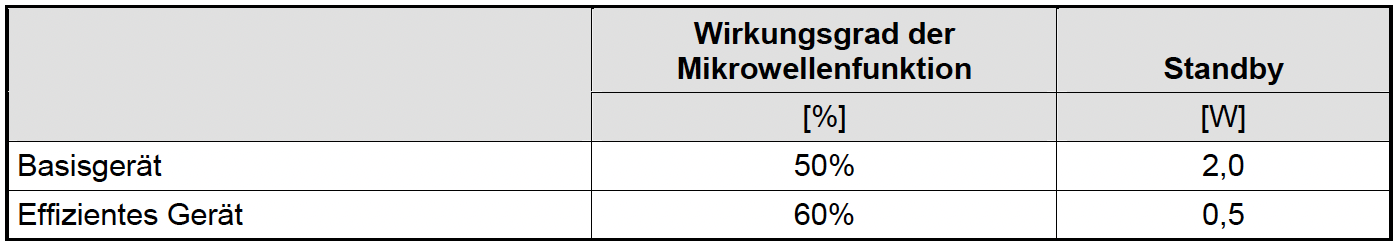 Wirkungsgrad der
Mikrowellenfunktion Standby
[%] [W]
Basisgerät 50% 2,0
Effizientes Gerät 60% 0,5